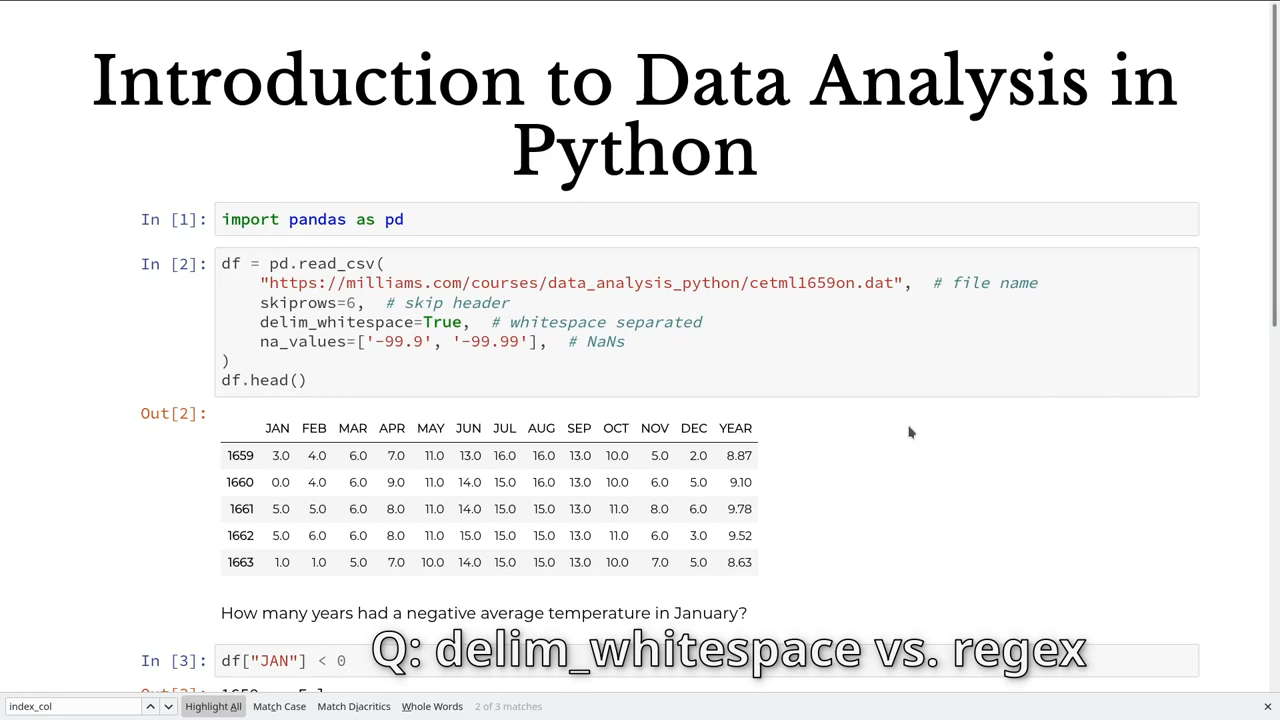 Introduction to Data Analysis in
Python
In [1]: import pandas as pd
In [2]: df = pd.read_csv(
"https://milliams.com/courses/data_analysis_python/cetml1659on.dat",  # file name
skiprows=6,  # skip header
delim_whitespace=True,  # whitespace separated
na_values=['-99.9', '-99.99'],  # NaNs
)
df.head()
Out[2]:
JAN FEB MAR APR MAY JUN JUL AUG SEP OCT NOV DEC YEAR
1659 3.0 4.0 6.0 7.0 11.0 13.0 16.0 16.0 13.0 10.0 5.0 2.0 8.87
1660 0.0 4.0 6.0 9.0 11.0 14.0 15.0 16.0 13.0 10.0 6.0 5.0 9.10
1661 5.0 5.0 6.0 8.0 11.0 14.0 15.0 15.0 13.0 11.0 8.0 6.0 9.78
1662 5.0 6.0 6.0 8.0 11.0 15.0 15.0 15.0 13.0 11.0 6.0 3.0 9.52
1663 1.0 1.0 5.0 7.0 10.0 14.0 15.0 15.0 13.0 10.0 7.0 5.0 8.63
How many years had a negative average temperature in January?
Q: delim_whitespace vs. regex
In [3]: df["JAN"] < 0
index_col Highlight All Match Case Match Diacritics Whole Words 2 of 3 matches